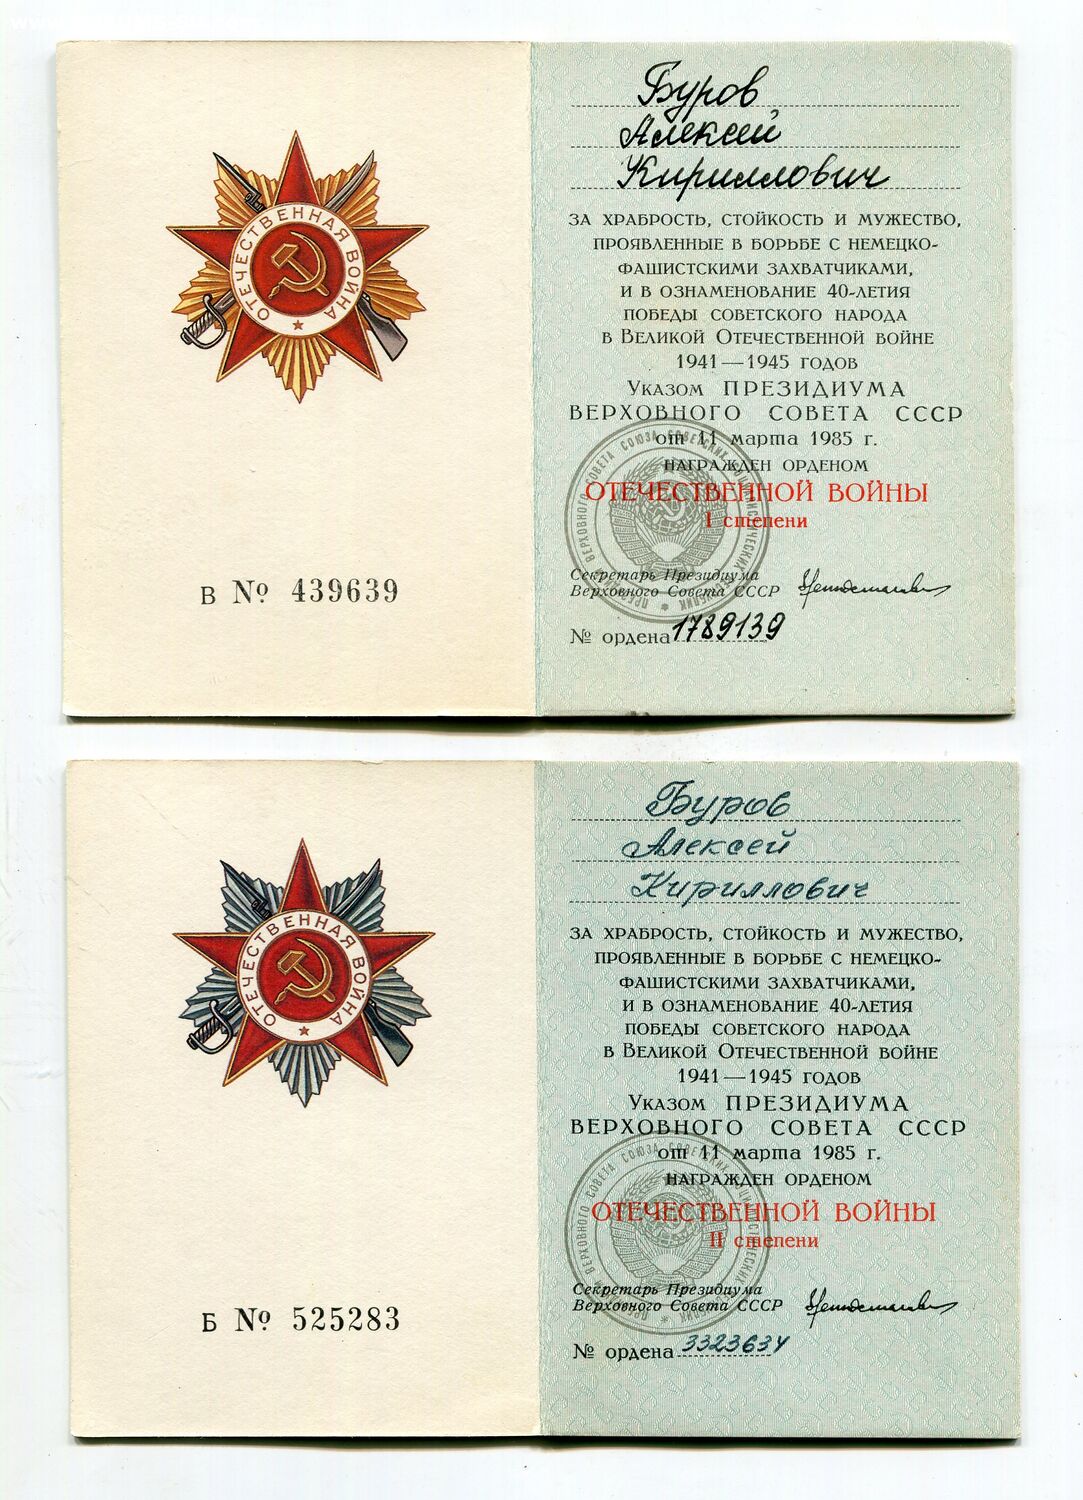 Буров
Алексей
Кириллович
ЗА ХРАБРОСТЬ, СТОЙКОСТЬ И МУЖЕСТВО,
ПРОЯВЛЕННЫЕ В БОРЬБЕ С НЕМЕЦКО-
ФАШИСТСКИМИ ЗАХВАТЧИКАМИ,
И В ОЗНАМЕНОВАНИЕ 40-ЛЕТИЯ
ПОБЕДЫ СОВЕТСКОГО НАРОДА
В ВЕЛИКОЙ ОТЕЧЕСТВЕННОЙ ВОЙНЕ
1941—1945 ГОДОВ
УКАЗОМ ПРЕЗИДИУМА
ВЕРХОВНОГО СОВЕТА СССР
от 11 марта 1985 г.
НАГРАЖДЕН ОРДЕНОМ
ОТЕЧЕСТВЕННОЙ ВОЙНЫ
I степени
Секретарь Президиума
Верховного Совета СССР
№ ордена 1789139
ОТЕЧЕСТВЕННАЯ ВОЙНА
В № 439639
Буров
Алексей
Кириллович
ЗА ХРАБРОСТЬ, СТОЙКОСТЬ И МУЖЕСТВО,
ПРОЯВЛЕННЫЕ В БОРЬБЕ С НЕМЕЦКО-
ФАШИСТСКИМИ ЗАХВАТЧИКАМИ,
И В ОЗНАМЕНОВАНИЕ 40-ЛЕТИЯ
ПОБЕДЫ СОВЕТСКОГО НАРОДА
В ВЕЛИКОЙ ОТЕЧЕСТВЕННОЙ ВОЙНЕ
1941—1945 ГОДОВ
УКАЗОМ ПРЕЗИДИУМА
ВЕРХОВНОГО СОВЕТА СССР
от 11 марта 1985 г.
НАГРАЖДЕН ОРДЕНОМ
ОТЕЧЕСТВЕННОЙ ВОЙНЫ
II степени
Секретарь Президиума
Верховного Совета СССР
№ ордена 3323634
ОТЕЧЕСТВЕННАЯ ВОЙНА
Б № 525283